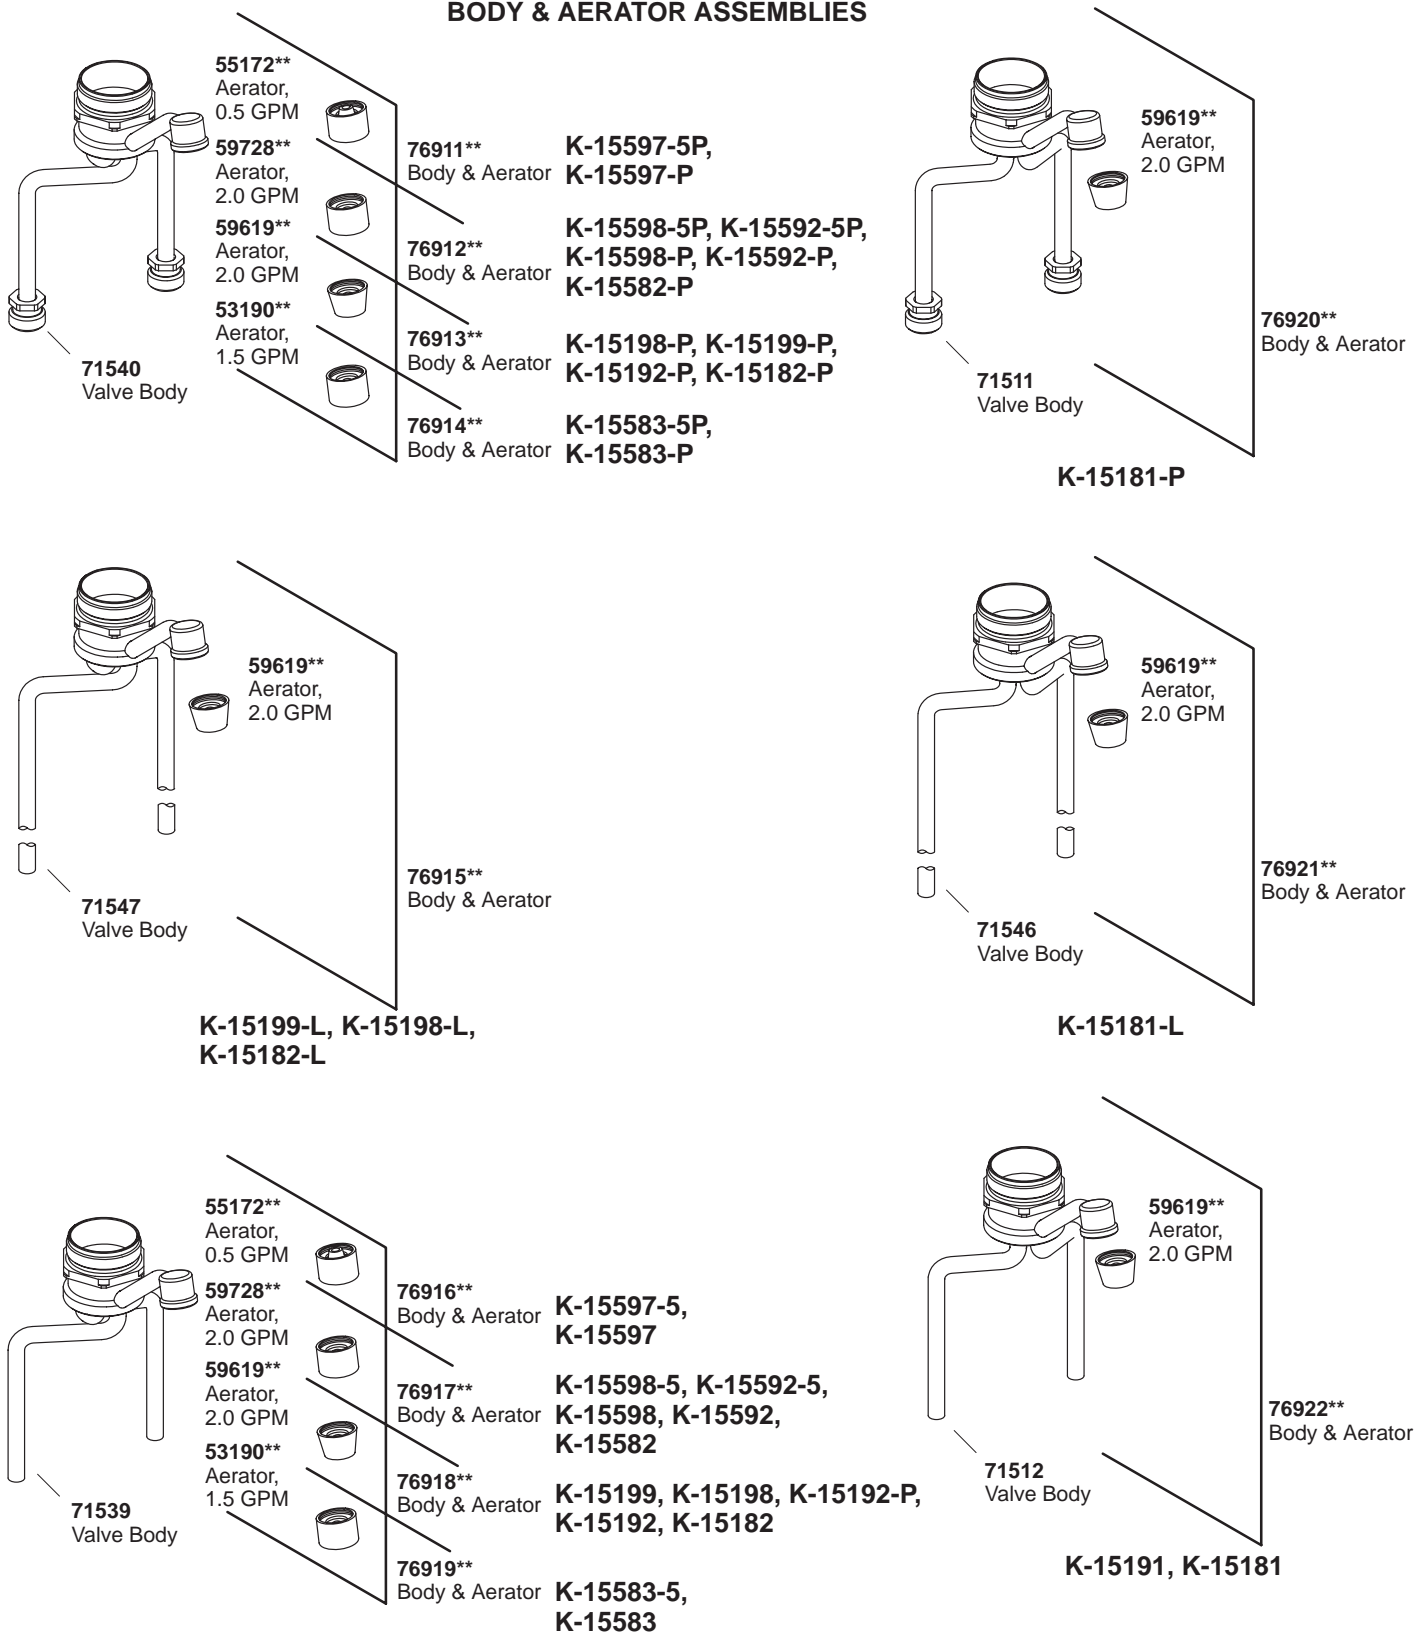 BODY & AERATOR ASSEMBLIES
55172**
Aerator,
0.5 GPM
59728**
Aerator,
2.0 GPM
59619**
Aerator,
2.0 GPM
53190**
Aerator,
1.5 GPM
71540
Valve Body
76911**
Body & Aerator
K-15597-5P,
K-15597-P
76912**
Body & Aerator
K-15598-5P, K-15592-5P,
K-15598-P, K-15592-P,
K-15582-P
76913**
Body & Aerator
K-15198-P, K-15199-P,
K-15192-P, K-15182-P
76914**
Body & Aerator
K-15583-5P,
K-15583-P
59619**
Aerator,
2.0 GPM
71511
Valve Body
76920**
Body & Aerator
K-15181-P
59619**
Aerator,
2.0 GPM
71547
Valve Body
76915**
Body & Aerator
K-15199-L, K-15198-L,
K-15182-L
59619**
Aerator,
2.0 GPM
71546
Valve Body
76921**
Body & Aerator
K-15181-L
55172**
Aerator,
0.5 GPM
59728**
Aerator,
2.0 GPM
59619**
Aerator,
2.0 GPM
53190**
Aerator,
1.5 GPM
71539
Valve Body
76916**
Body & Aerator
K-15597-5,
K-15597
76917**
Body & Aerator
K-15598-5, K-15592-5,
K-15598, K-15592,
K-15582
76918**
Body & Aerator
K-15199, K-15198, K-15192-P,
K-15192, K-15182
76919**
Body & Aerator
K-15583-5,
K-15583
59619**
Aerator,
2.0 GPM
71512
Valve Body
76922**
Body & Aerator
K-15191, K-15181